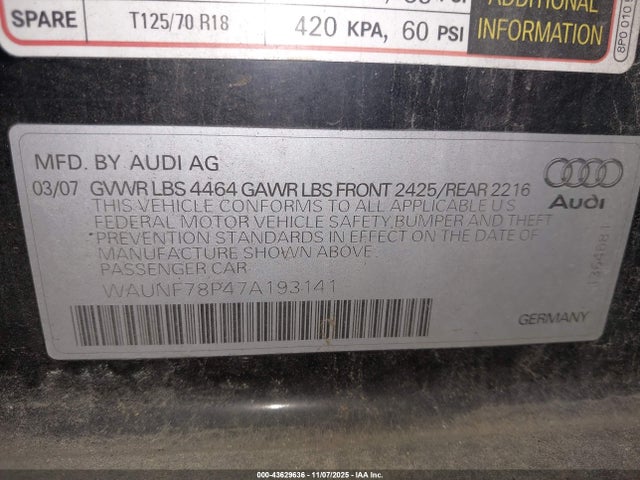 ADDITIONAL
SPARE T125/70 R18 420 KPA, 60 PSI INFORMATION
MFD. BY AUDI AG
03/07 GVWR LBS 4464 GAWR LBS FRONT 2425/REAR 2216
THIS VEHICLE CONFORMS TO ALL APPLICABLE U'S
FEDERAL MOTOR VEHICLE SAFETY, BUMPER AND THEFT
PREVENTION STANDARDS IN EFFECT ON THE DATE OF
MANUFACTURE SHOWN ABOVE.
PASSENGER CAR
WAUNF78P47A193141
Audi
GERMANY
00-43629636 - 11/07/2025 - IAA Inc.